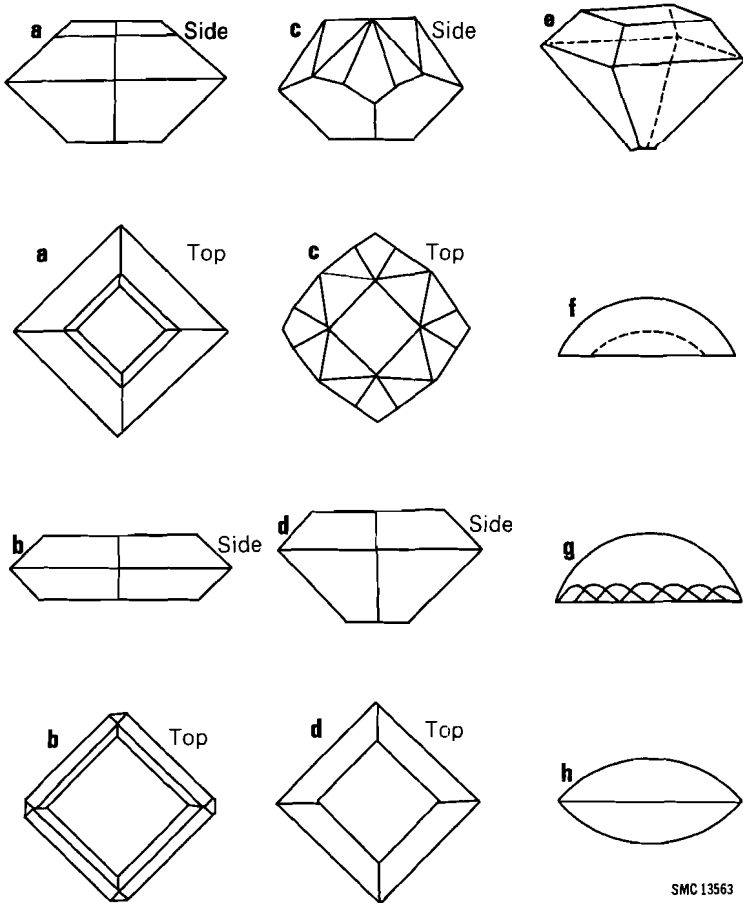 a Side
c Side
e
a Top
c Top
f
b Side
d Side
g
b Top
d Top
h
SMC 13563